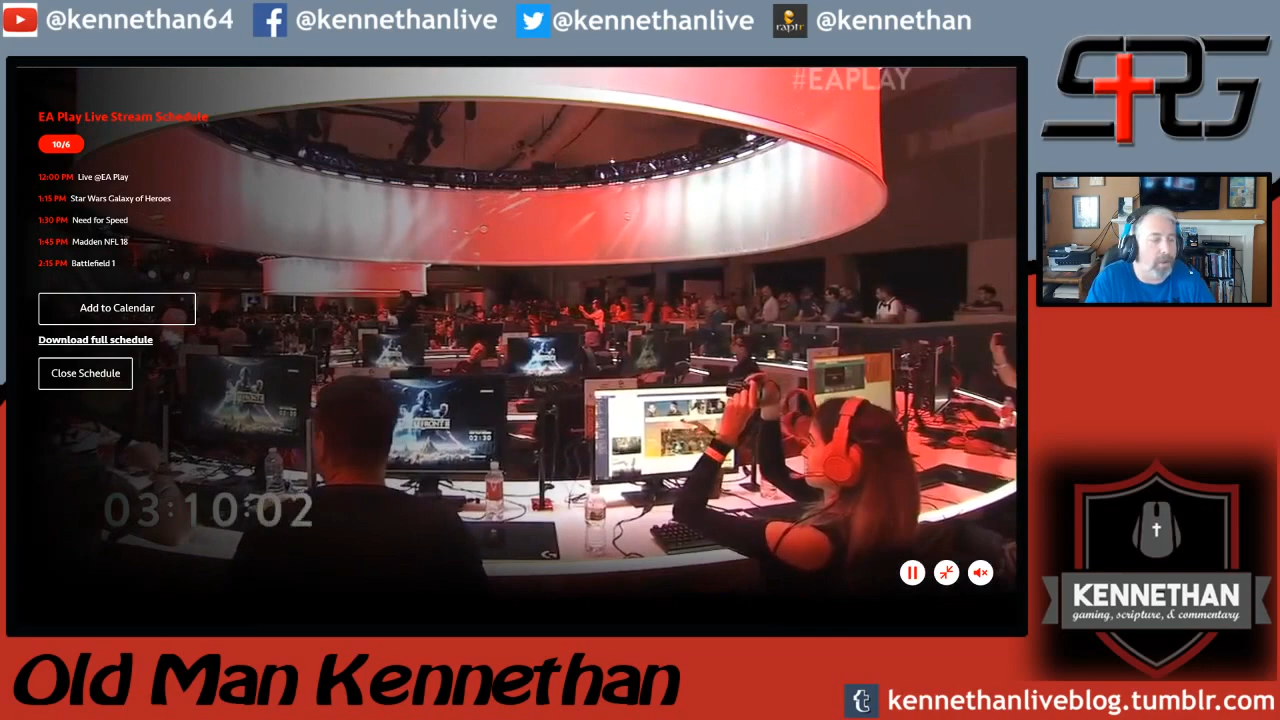 @kennethan64 @kennethanlive @kennethanlive raptr @kennethan
SRG
#EAPLAY
EA Play Live Stream Schedule
10/6
12:00 PM Live @EA Play
1:15 PM Star Wars Galaxy of Heroes
1:30 PM Need for Speed
1:45 PM Madden NFL 18
2:15 PM Battlefield 1
Add to Calendar
Download full schedule
Close Schedule
03:10:02
KENNETHAN
gaming, scripture, & commentary
Old Man Kennethan
kennethanliveblog.tumblr.com